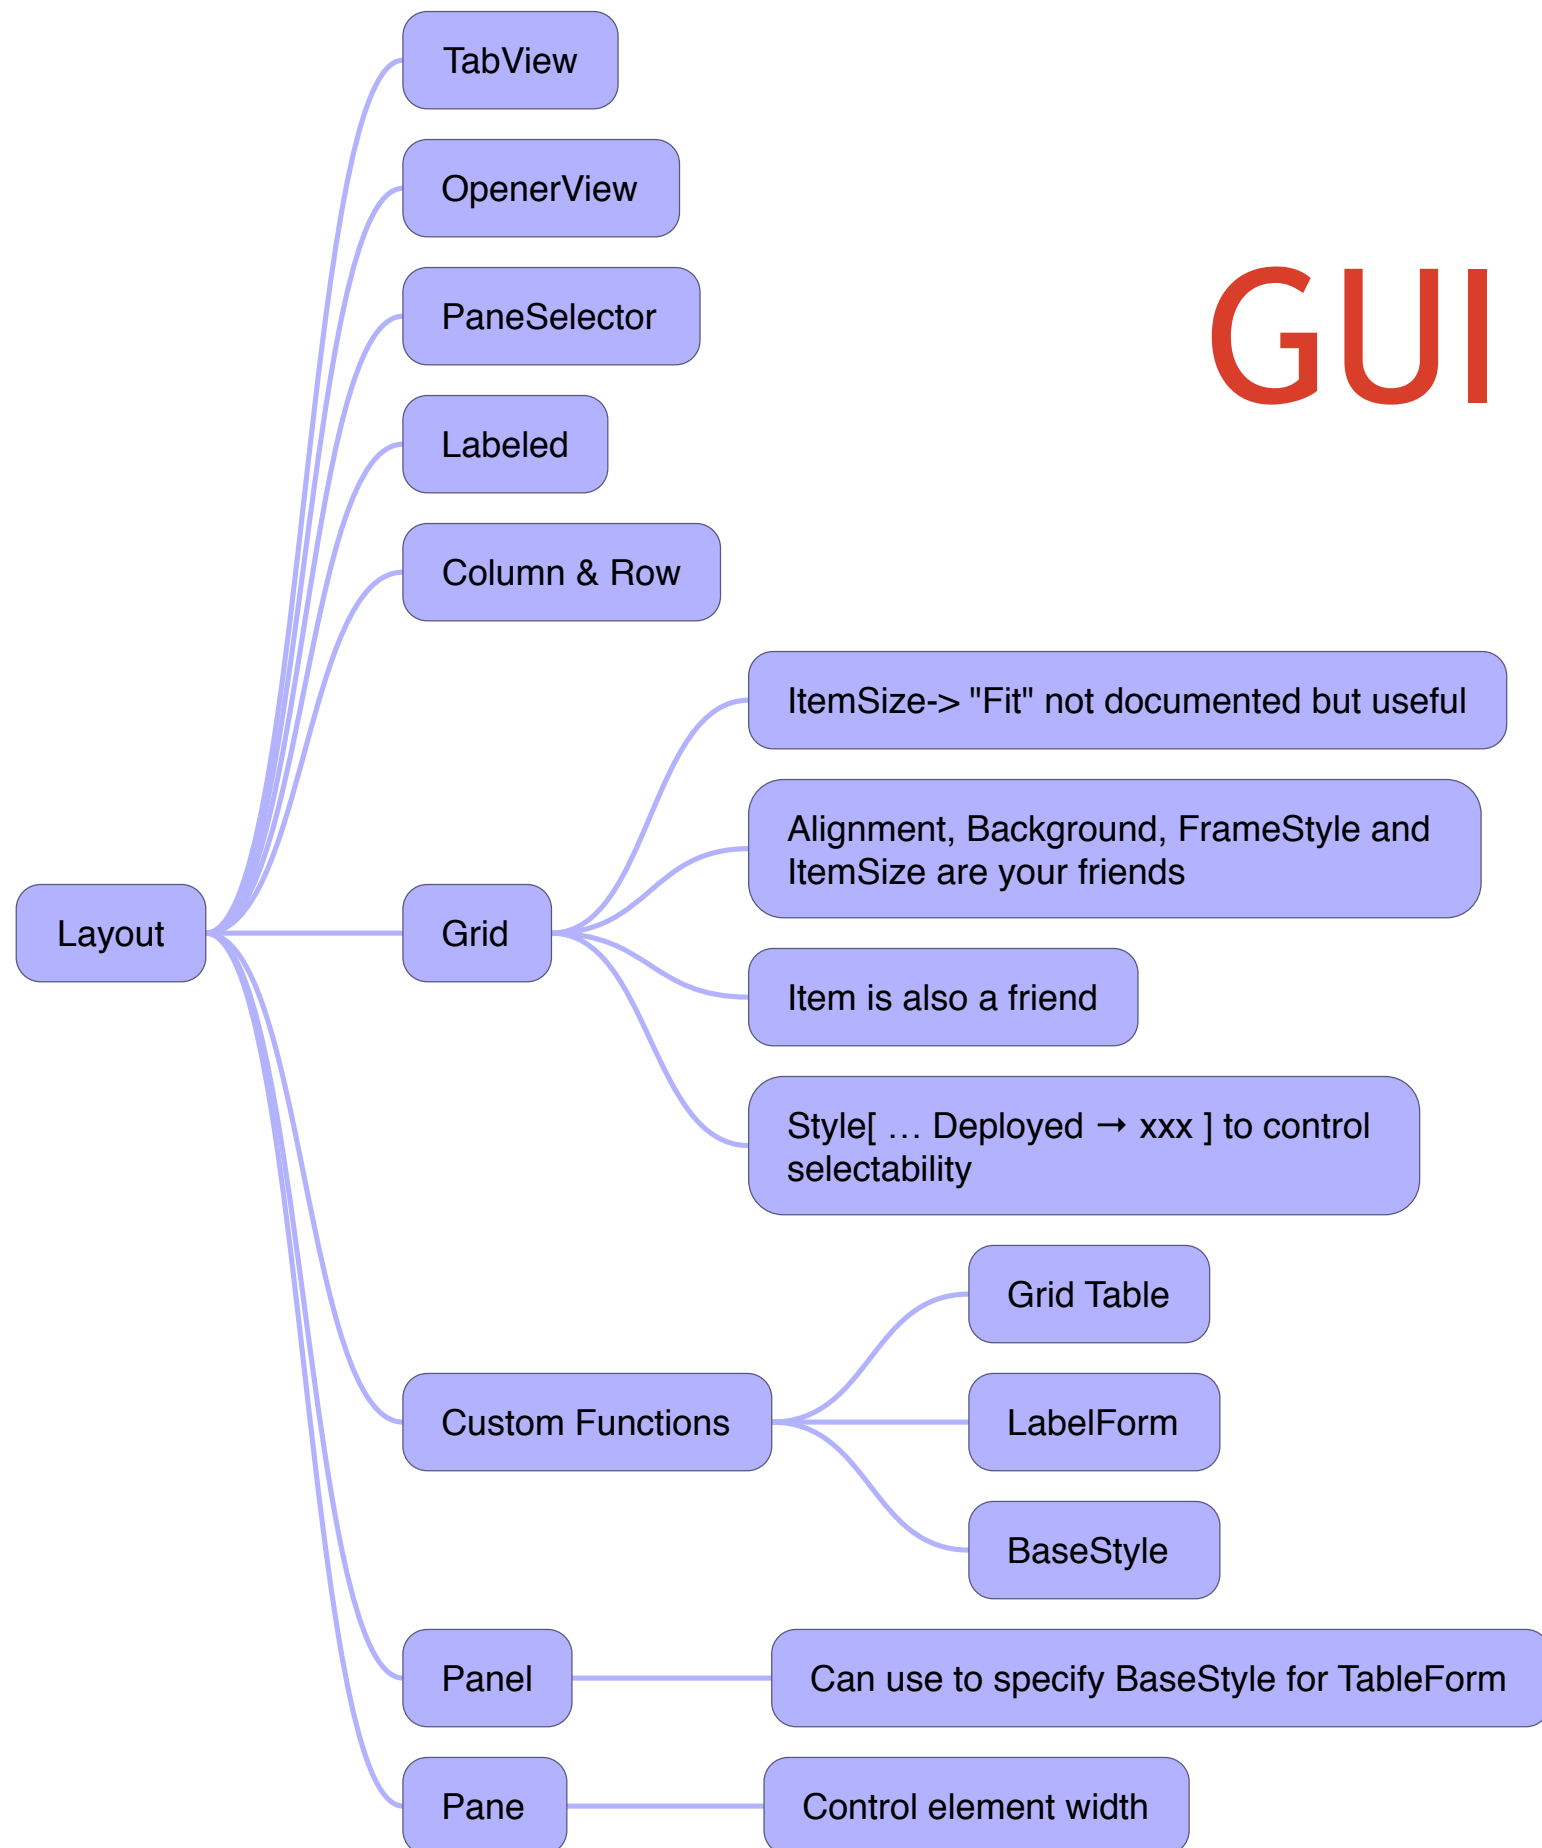 TabView
OpenerView
PaneSelector
GUI
Labeled
Column & Row
ItemSize-> "Fit" not documented but useful
Alignment, Background, FrameStyle and
ItemSize are your friends
Layout
Grid
Item is also a friend
Style[ … Deployed → xxx ] to control
selectability
Grid Table
Custom Functions
LabelForm
BaseStyle
Panel
Can use to specify BaseStyle for TableForm
Pane
Control element width